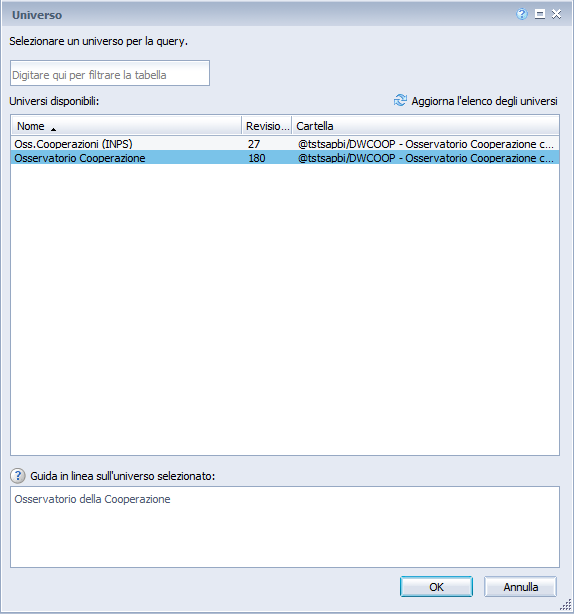 Universo
Selezionare un universo per la query.
Digitare qui per filtrare la tabella
Universi disponibili: Aggiorna l'elenco degli universi
Nome Revisio... Cartella
Oss.Cooperazioni (INPS) 27 @tstsapbi/DWCOOP - Osservatorio Cooperazione c...
Osservatorio Cooperazione 180 @tstsapbi/DWCOOP - Osservatorio Cooperazione c...
? Guida in linea sull'universo selezionato:
Osservatorio della Cooperazione
OK Annulla